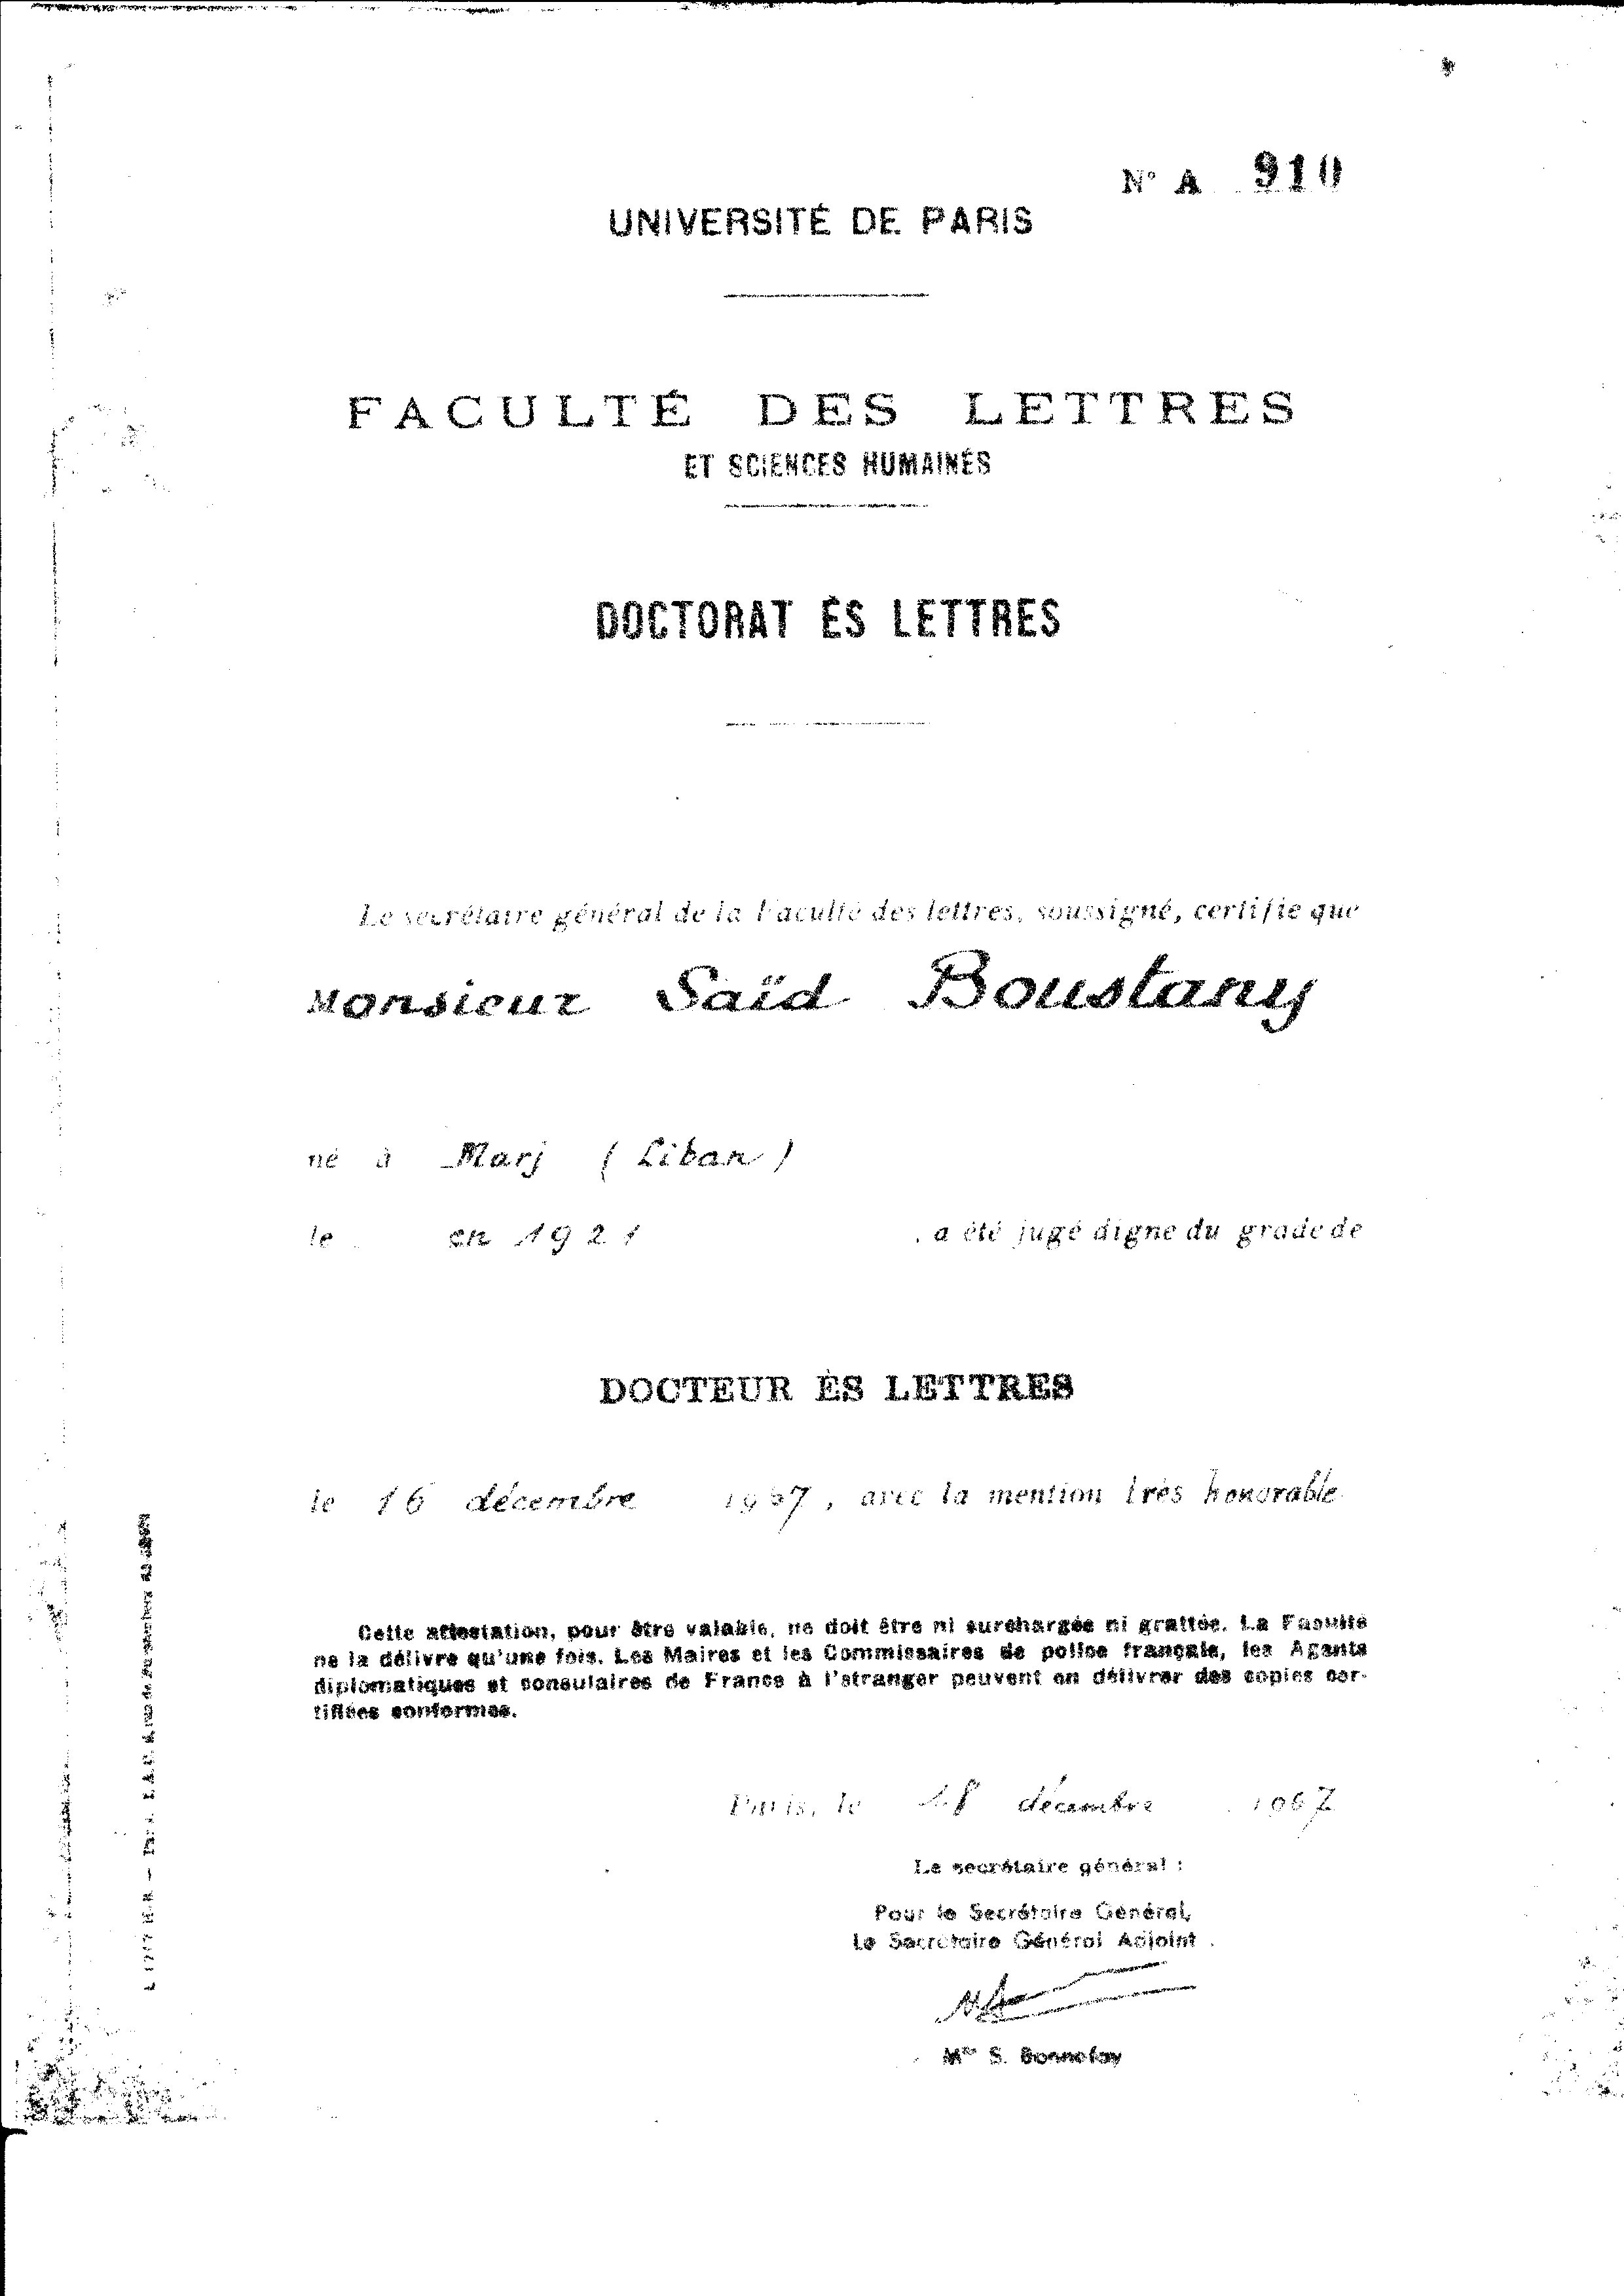 N° A 910
UNIVERSITÉ DE PARIS
FACULTÉ DES LETTRES
ET SCIENCES HUMAINES
DOCTORAT ÈS LETTRES
Le secrétaire général de la Faculté des lettres, soussigné, certifie que
Monsieur Saïd Boustany
né à Marj (Liban)
le en 1921 , a été jugé digne du grade de
DOCTEUR ÈS LETTRES
le 16 décembre 1967, avec la mention très honorable
Cette attestation, pour être valable, ne doit être ni surchargée ni grattée. La Faculté
ne la délivre qu'une fois. Les Maires et les Commissaires de police français, les Agents
diplomatiques et consulaires de France à l'étranger peuvent en délivrer des copies cer-
tifiées conformes.
Paris, le 18 décembre 1967
Le secrétaire général :
Pour le Secrétaire Général,
Le Secrétaire Général Adjoint
Mlle S. Bonnefoy